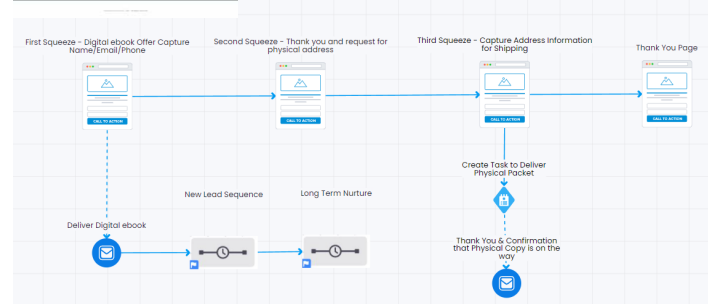 First Squeeze - Digital ebook Offer Capture
Name/Email/Phone
Second Squeeze - Thank you and request for
physical address
Third Squeeze - Capture Address Information
for Shipping
Thank You Page
CALL TO ACTION
CALL TO ACTION
CALL TO ACTION
CALL TO ACTION
Create Task to Deliver
Physical Packet
New Lead Sequence
Long Term Nurture
Deliver Digital ebook
Thank You & Confirmation
that Physical Copy is on the
way